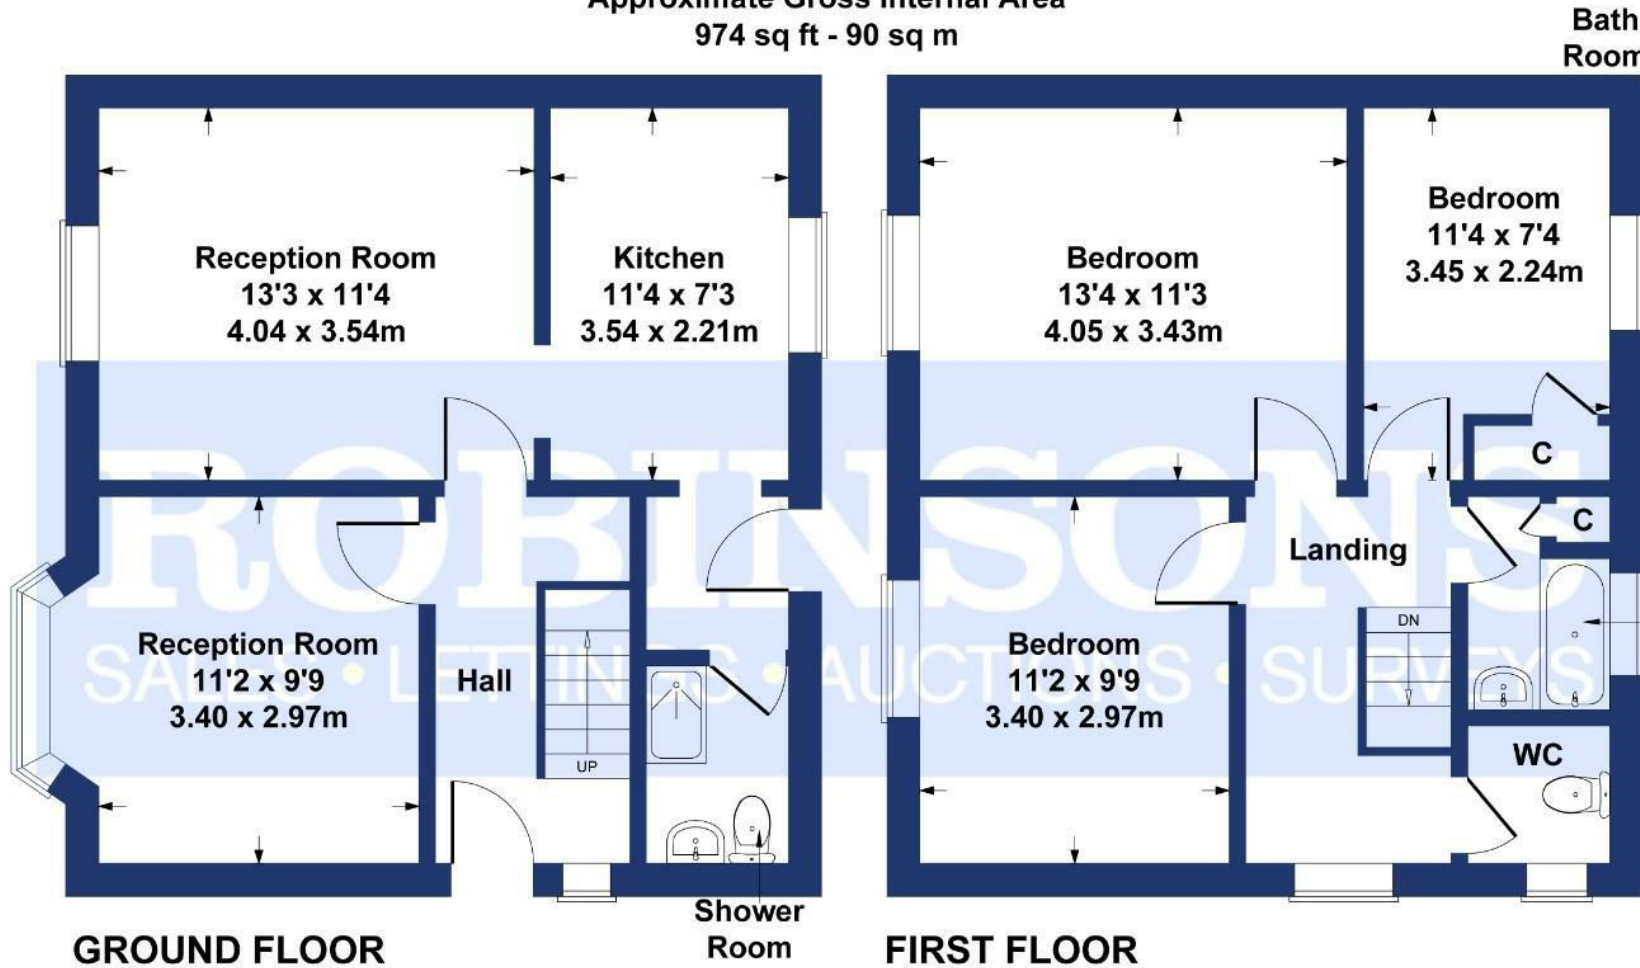 Approximate Gross Internal Area
974 sq ft - 90 sq m
Bath
Room
Reception Room
13'3 x 11'4
4.04 x 3.54m
Kitchen
11'4 x 7'3
3.54 x 2.21m
Bedroom
13'4 x 11'3
4.05 x 3.43m
Bedroom
11'4 x 7'4
3.45 x 2.24m
C
C
Landing
ROBINSONS
SALES • LETTINGS • AUCTIONS • SURVEYS
Reception Room
11'2 x 9'9
3.40 x 2.97m
Hall
UP
Bedroom
11'2 x 9'9
3.40 x 2.97m
DN
WC
Shower
Room
GROUND FLOOR
FIRST FLOOR